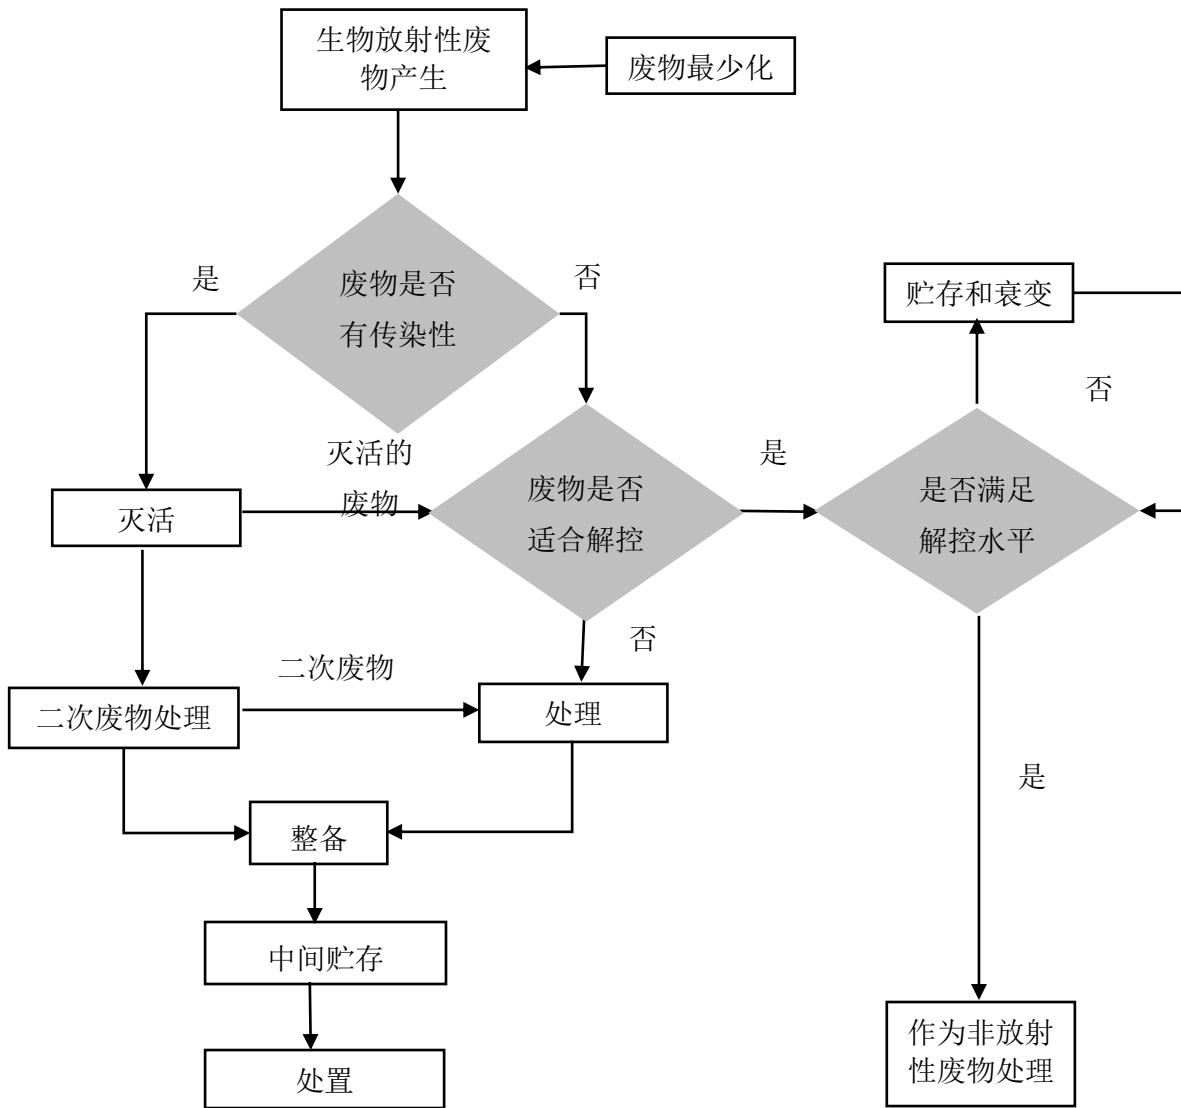 生物放射性废
物产生
废物最少化
是
废物是否
有传染性
否
贮存和衰变
否
灭活的
废物
灭活
废物是否
适合解控
是
是否满足
解控水平
否
二次废物
二次废物处理
处理
是
整备
中间贮存
处置
作为非放射
性废物处理